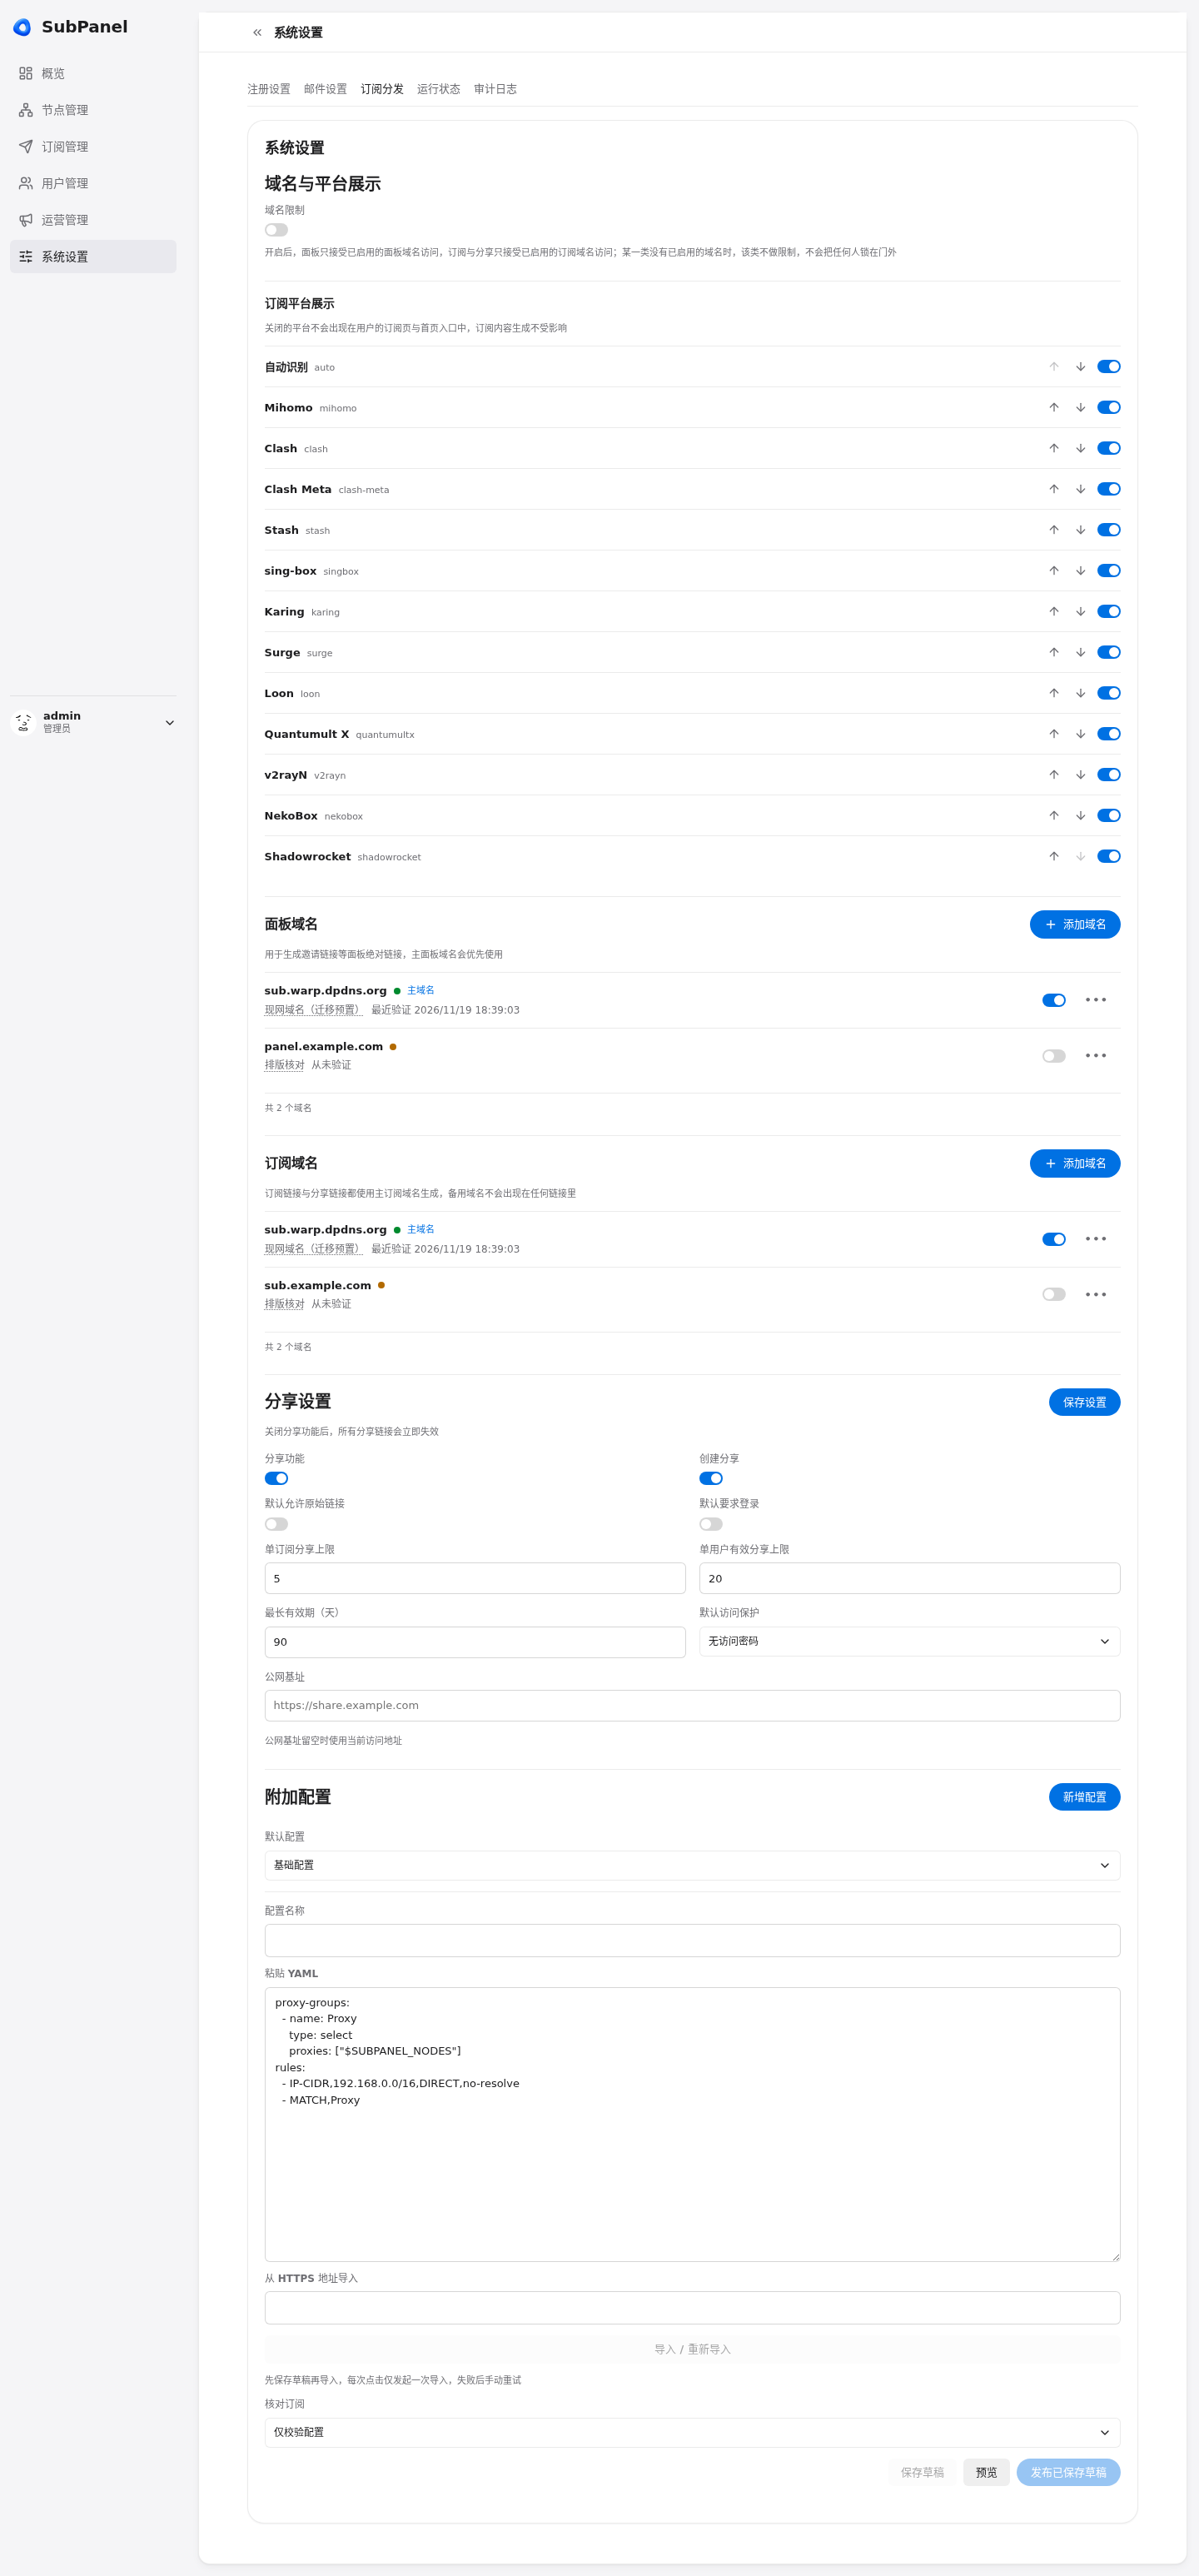 SubPanel
概览
节点管理
订阅管理
用户管理
运营管理
系统设置
admin
管理员
系统设置
注册设置 邮件设置 订阅分发 运行状态 审计日志
系统设置
域名与平台展示
域名限制
开启后，面板只接受已启用的面板域名访问，订阅与分享只接受已启用的订阅域名访问；某一类没有已启用的域名时，该类不做限制，不会把任何人锁在门外
订阅平台展示
关闭的平台不会出现在用户的订阅页与首页入口中，订阅内容生成不受影响
自动识别 auto
Mihomo mihomo
Clash clash
Clash Meta clash-meta
Stash stash
sing-box singbox
Karing karing
Surge surge
Loon loon
Quantumult X quantumultx
v2rayN v2rayn
NekoBox nekobox
Shadowrocket shadowrocket
面板域名 添加域名
用于生成邀请链接等面板绝对链接，主面板域名会优先使用
sub.warp.dpdns.org 主域名
现网域名（迁移预置） 最近验证 2026/11/19 18:39:03
panel.example.com
排版核对 从未验证
共 2 个域名
订阅域名 添加域名
订阅链接与分享链接都使用主订阅域名生成，备用域名不会出现在任何链接里
sub.warp.dpdns.org 主域名
现网域名（迁移预置） 最近验证 2026/11/19 18:39:03
sub.example.com
排版核对 从未验证
共 2 个域名
分享设置 保存设置
关闭分享功能后，所有分享链接会立即失效
分享功能 创建分享
默认允许原始链接 默认要求登录
单订阅分享上限 单用户有效分享上限
5 20
最长有效期（天） 默认访问保护
90 无访问密码
公网基址
https://share.example.com
公网基址留空时使用当前访问地址
附加配置 新增配置
默认配置
基础配置
配置名称
粘贴 YAML
proxy-groups:
  - name: Proxy
    type: select
    proxies: ["$SUBPANEL_NODES"]
rules:
  - IP-CIDR,192.168.0.0/16,DIRECT,no-resolve
  - MATCH,Proxy
从 HTTPS 地址导入
导入 / 重新导入
先保存草稿再导入，每次点击仅发起一次导入，失败后手动重试
核对订阅
仅校验配置
保存草稿 预览 发布已保存草稿